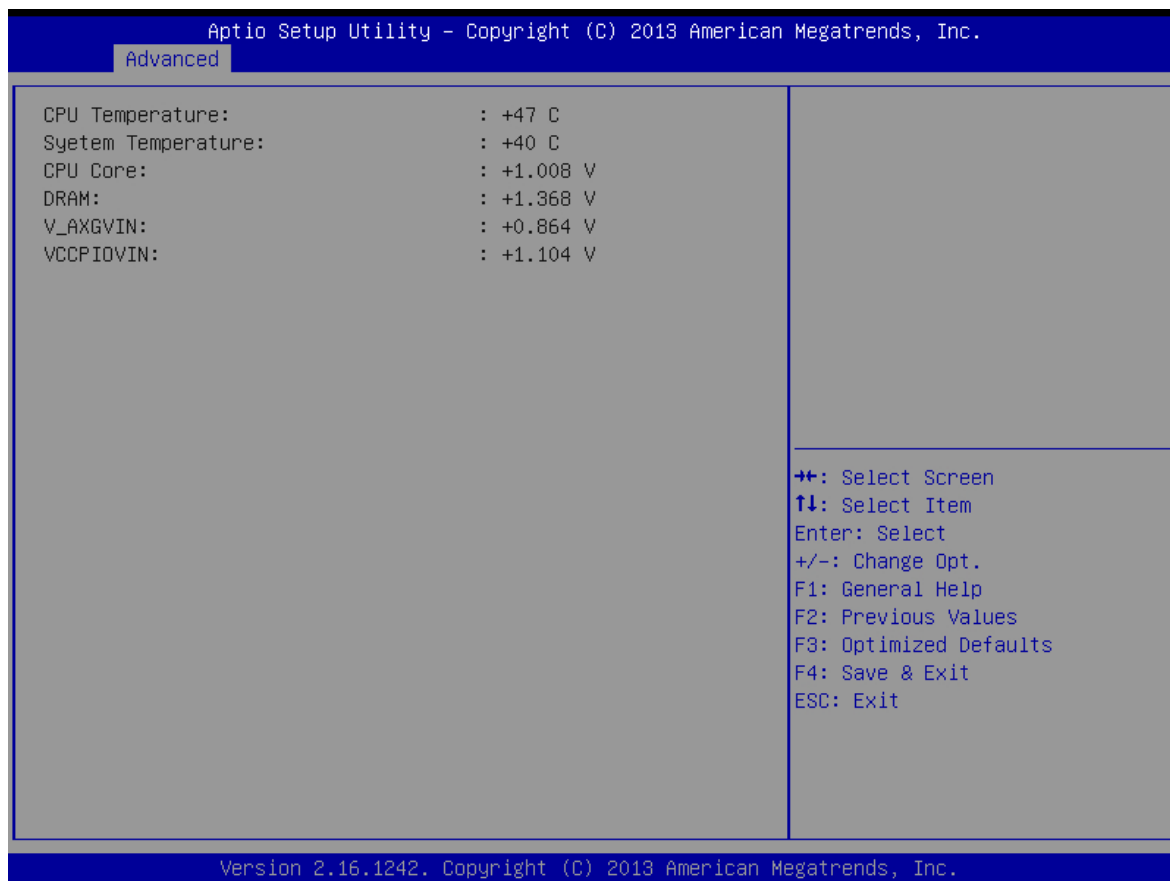 Aptio Setup Utility – Copyright (C) 2013 American Megatrends, Inc.
Advanced
CPU Temperature: : +47 C
Syetem Temperature: : +40 C
CPU Core: : +1.008 V
DRAM: : +1.368 V
V_AXGVIN: : +0.864 V
VCCPIOVIN: : +1.104 V
→←: Select Screen
↑↓: Select Item
Enter: Select
+/-: Change Opt.
F1: General Help
F2: Previous Values
F3: Optimized Defaults
F4: Save & Exit
ESC: Exit
Version 2.16.1242. Copyright (C) 2013 American Megatrends, Inc.